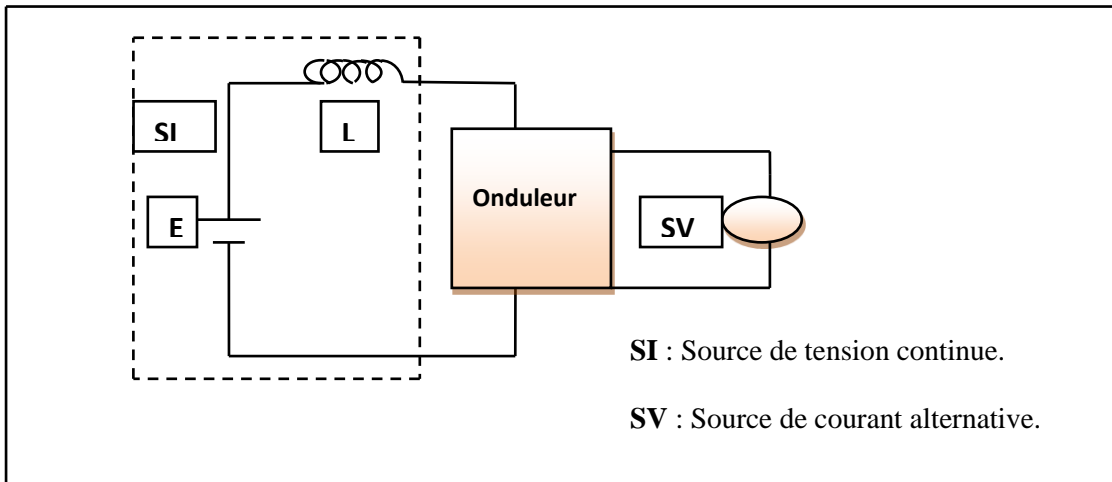 SI
L
Onduleur
E
SV
SI : Source de tension continue.
SV : Source de courant alternative.